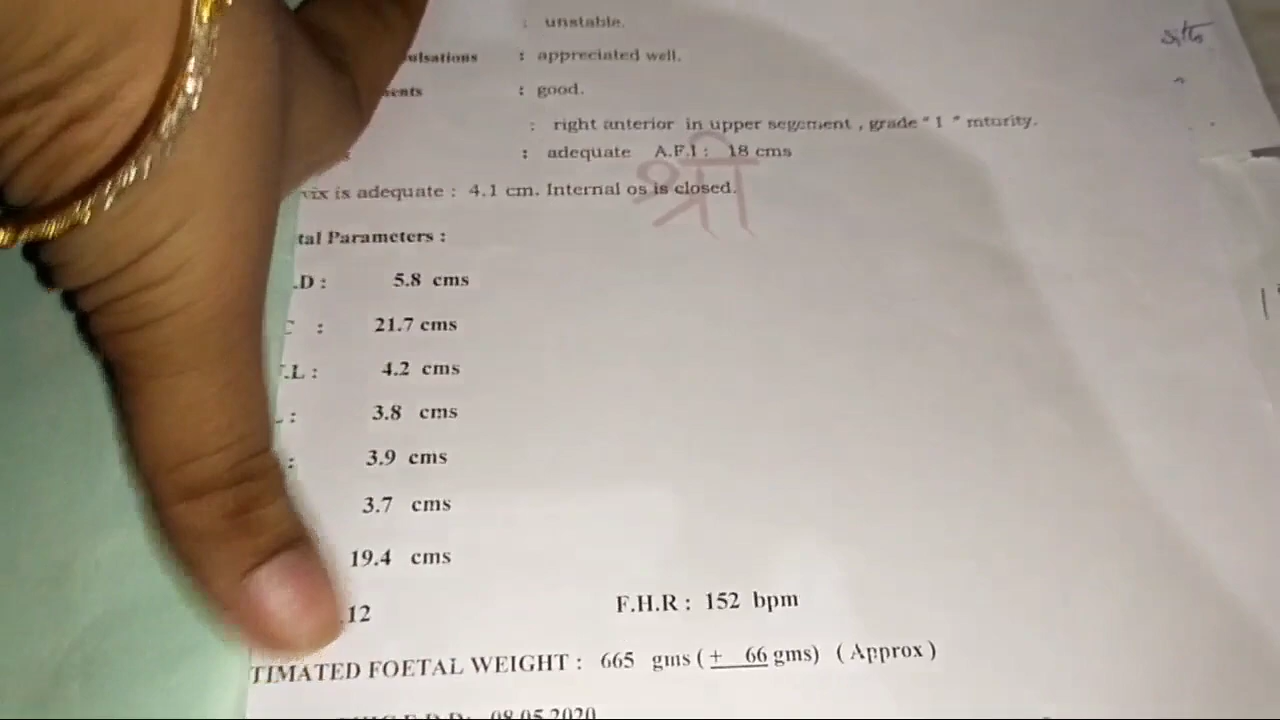 : unstable.
ulsations : appreciated well.
ents : good.
: right anterior in upper segement , grade " 1 " mturity.
: adequate A.F.I : 18 cms
vix is adequate : 4.1 cm. Internal os is closed.
श्री
tal Parameters :
.D : 5.8 cms
C : 21.7 cms
.L : 4.2 cms
: 3.8 cms
: 3.9 cms
3.7 cms
19.4 cms
.12 F.H.R : 152 bpm
TIMATED FOETAL WEIGHT : 665 gms ( + 66 gms) ( Approx )
08.05.2020